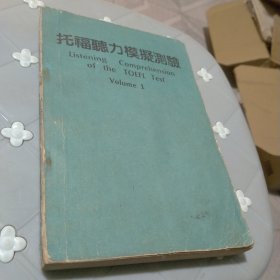 托福聽力模擬測驗
Listening Comprehension
of the TOEFL Test
Volume 1